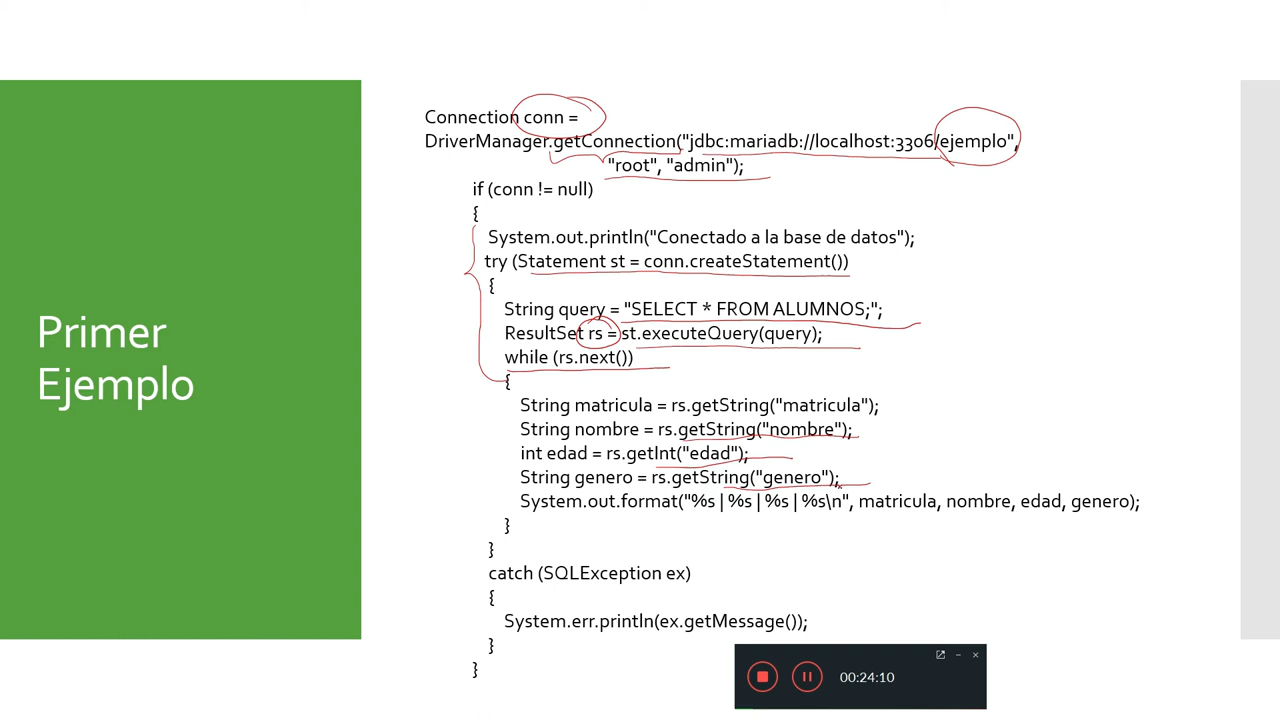 Primer
Ejemplo
Connection conn =
DriverManager.getConnection("jdbc:mariadb://localhost:3306/ejemplo",
"root", "admin");
if (conn != null)
{
System.out.println("Conectado a la base de datos");
try (Statement st = conn.createStatement())
{
String query = "SELECT * FROM ALUMNOS;";
ResultSet rs = st.executeQuery(query);
while (rs.next())
{
String matricula = rs.getString("matricula");
String nombre = rs.getString("nombre");
int edad = rs.getInt("edad");
String genero = rs.getString("genero");
System.out.format("%s | %s | %s | %s\n", matricula, nombre, edad, genero);
}
}
catch (SQLException ex)
{
System.err.println(ex.getMessage());
}
}
00:24:10